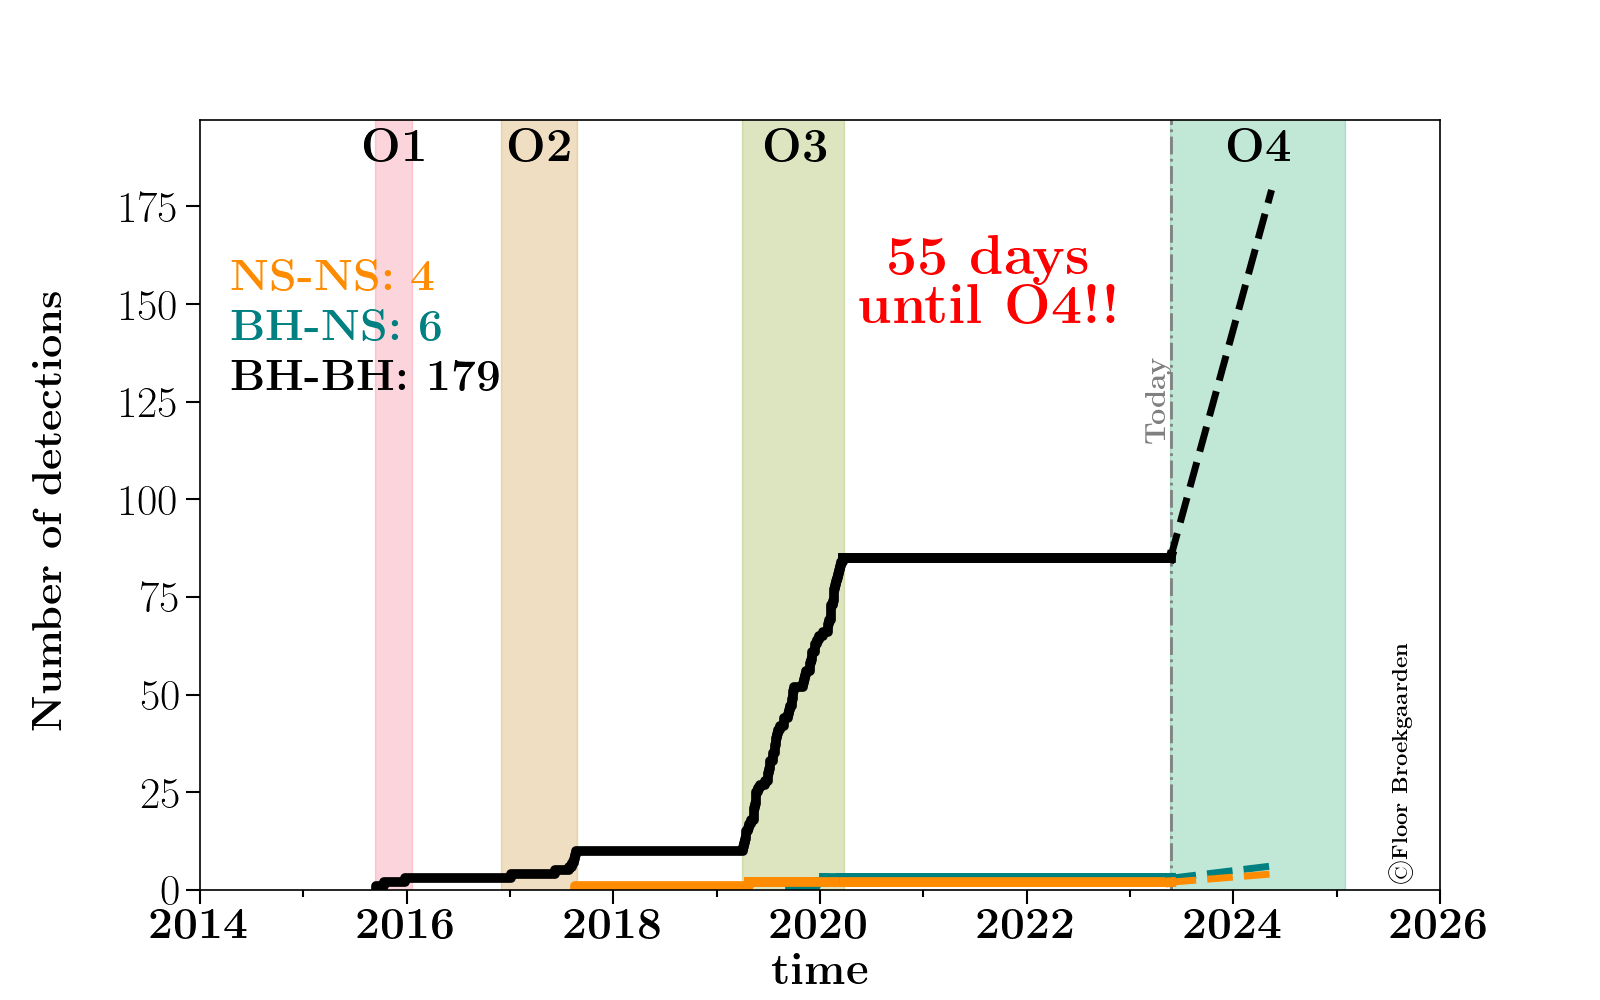 O1
O2
O3
O4
175
150
125
100
75
50
25
0
NS-NS: 4
BH-NS: 6
BH-BH: 179
55 days
until O4!!
Today
Number of detections
©Floor Broekgaarden
2014
2016
2018
2020
2022
2024
2026
time